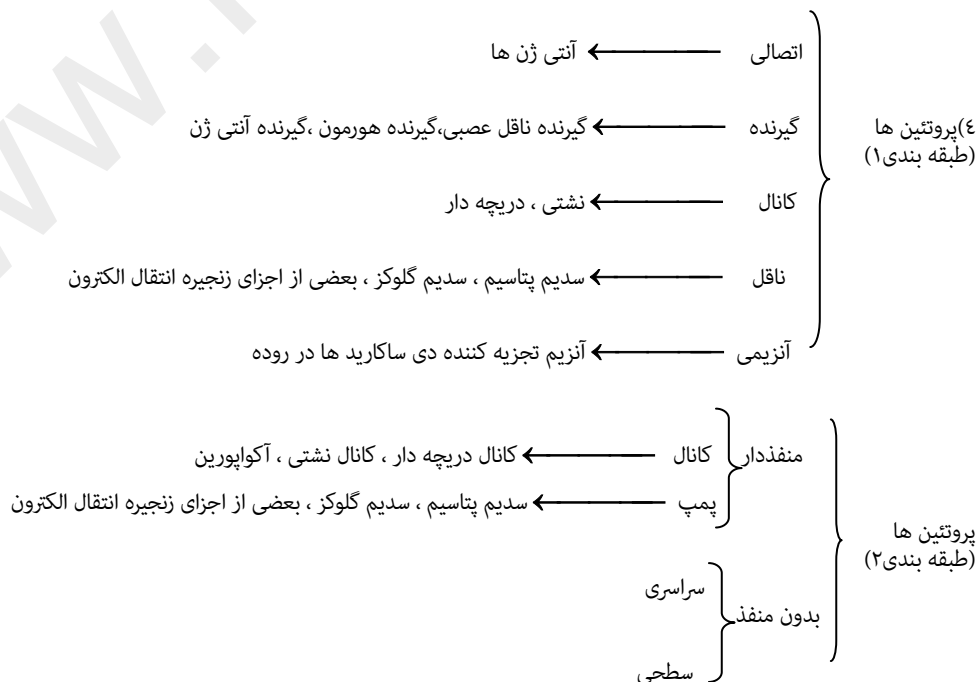 اتصالی آنتی ژن ها
گیرنده گیرنده ناقل عصبی،گیرنده هورمون ،گیرنده آنتی ژن
٤)پروتئین ها
(طبقه بندی۱)
کانال نشتی ، دریچه دار
ناقل سدیم پتاسیم ، سدیم گلوکز ، بعضی از اجزای زنجیره انتقال الکترون
آنزیمی آنزیم تجزیه کننده دی ساکارید ها در روده
منفذدار کانال کانال دریچه دار ، کانال نشتی ، آکواپورین
پمپ سدیم پتاسیم ، سدیم گلوکز ، بعضی از اجزای زنجیره انتقال الکترون
پروتئین ها
(طبقه بندی۲)
سراسری
بدون منفذ
سطحی